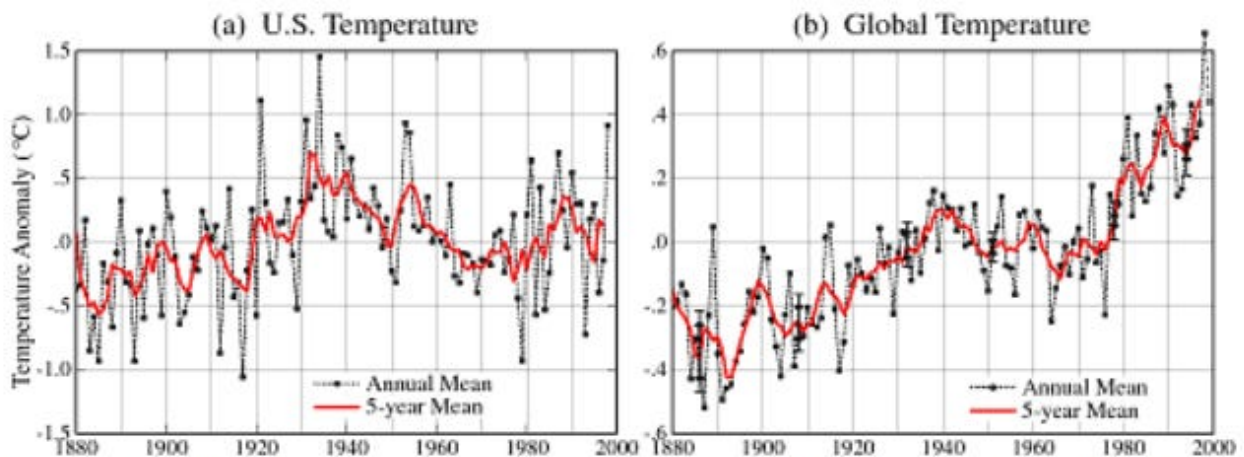 (a) U.S. Temperature
1.5
1.0
.5
.0
-.5
-1.0
-1.5
Temperature Anomaly (°C)
Annual Mean
5-year Mean
1880 1900 1920 1940 1960 1980 2000
(b) Global Temperature
.6
.4
.2
.0
-.2
-.4
-.6
Annual Mean
5-year Mean
1880 1900 1920 1940 1960 1980 2000